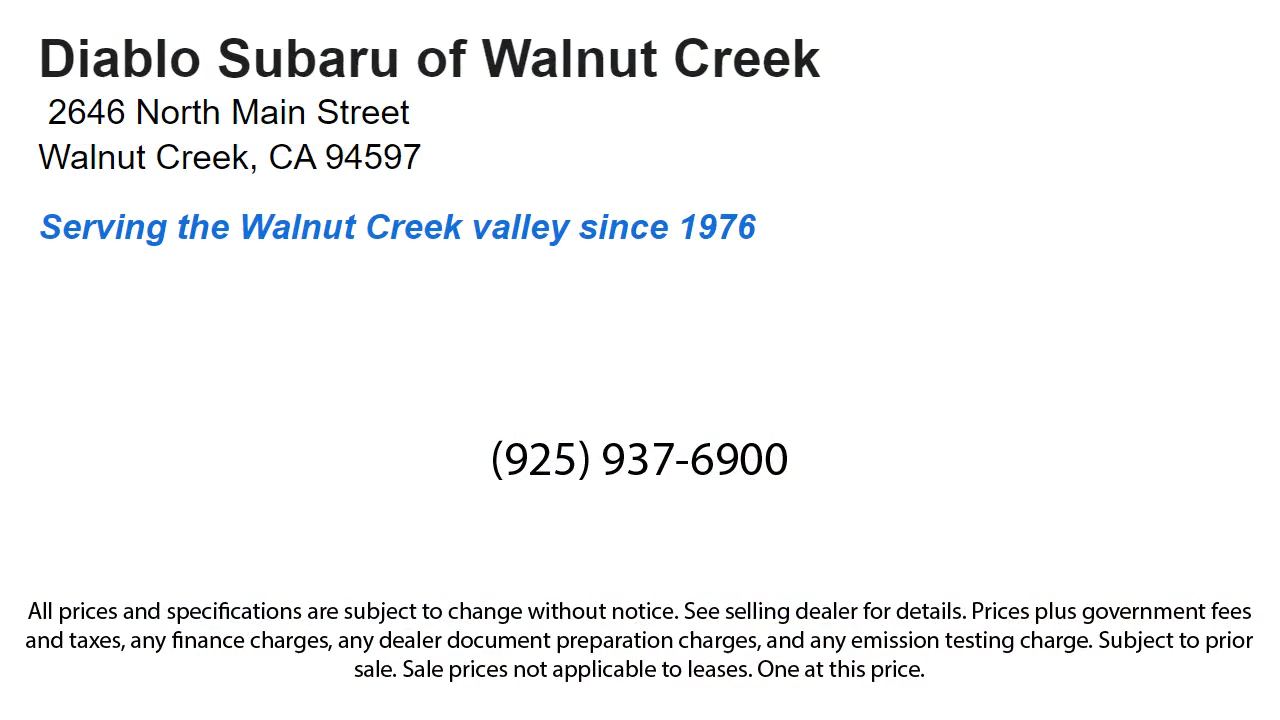 Diablo Subaru of Walnut Creek
2646 North Main Street
Walnut Creek, CA 94597
Serving the Walnut Creek valley since 1976
(925) 937-6900
All prices and specifications are subject to change without notice. See selling dealer for details. Prices plus government fees
and taxes, any finance charges, any dealer document preparation charges, and any emission testing charge. Subject to prior
sale. Sale prices not applicable to leases. One at this price.